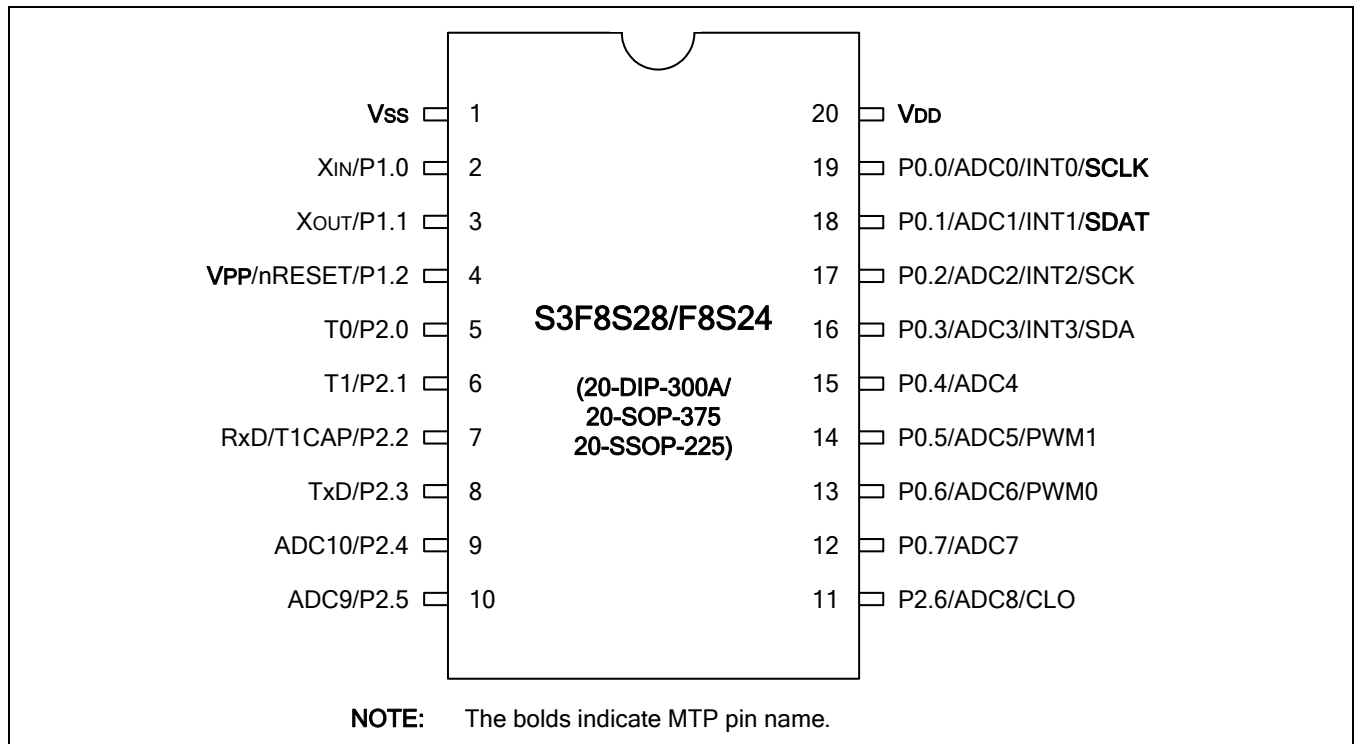 Vss 1 20 VDD
XIN/P1.0 2 19 P0.0/ADC0/INT0/SCLK
XOUT/P1.1 3 18 P0.1/ADC1/INT1/SDAT
VPP/nRESET/P1.2 4 17 P0.2/ADC2/INT2/SCK
S3F8S28/F8S24
T0/P2.0 5 16 P0.3/ADC3/INT3/SDA
T1/P2.1 6 15 P0.4/ADC4
(20-DIP-300A/
20-SOP-375
20-SSOP-225)
RxD/T1CAP/P2.2 7 14 P0.5/ADC5/PWM1
TxD/P2.3 8 13 P0.6/ADC6/PWM0
ADC10/P2.4 9 12 P0.7/ADC7
ADC9/P2.5 10 11 P2.6/ADC8/CLO
NOTE: The bolds indicate MTP pin name.